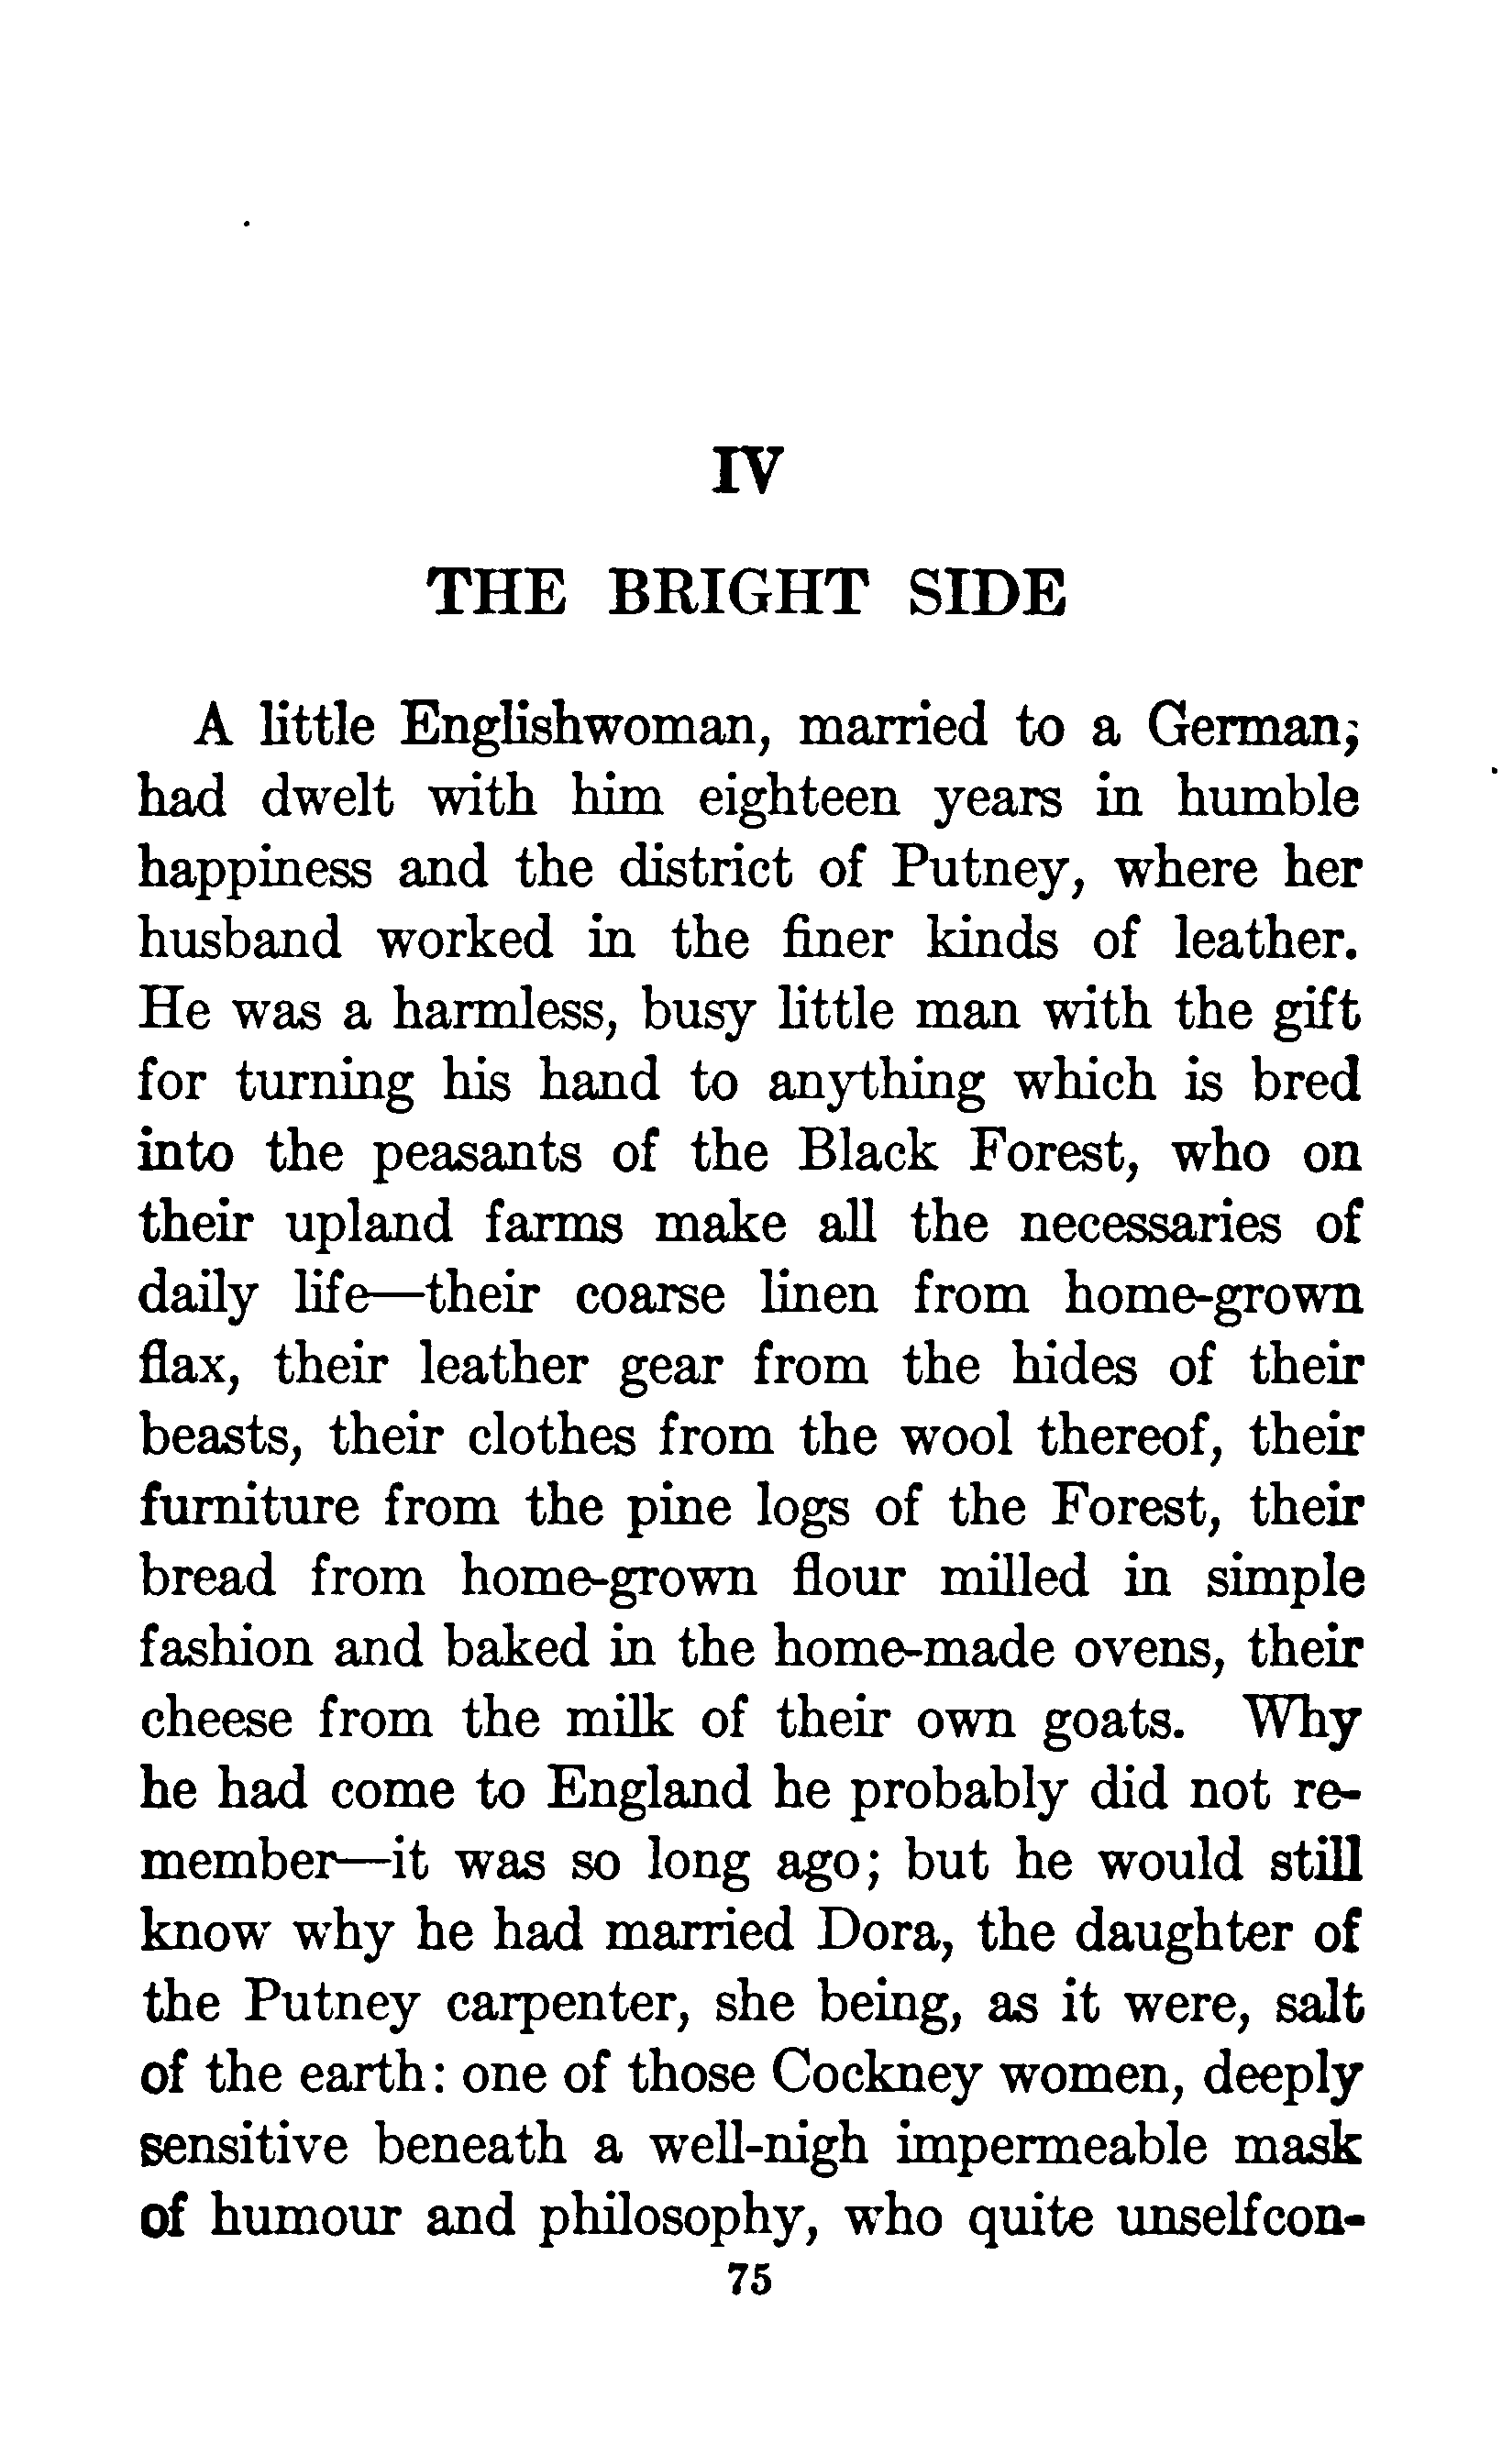 IV
THE BRIGHT SIDE
A little Englishwoman, married to a German,
had dwelt with him eighteen years in humble
happiness and the district of Putney, where her
husband worked in the finer kinds of leather.
He was a harmless, busy little man with the gift
for turning his hand to anything which is bred
into the peasants of the Black Forest, who on
their upland farms make all the necessaries of
daily life—their coarse linen from home-grown
flax, their leather gear from the hides of their
beasts, their clothes from the wool thereof, their
furniture from the pine logs of the Forest, their
bread from home-grown flour milled in simple
fashion and baked in the home-made ovens, their
cheese from the milk of their own goats. Why
he had come to England he probably did not re-
member—it was so long ago; but he would still
know why he had married Dora, the daughter of
the Putney carpenter, she being, as it were, salt
of the earth: one of those Cockney women, deeply
sensitive beneath a well-nigh impermeable mask
of humour and philosophy, who quite unselfcon-
75